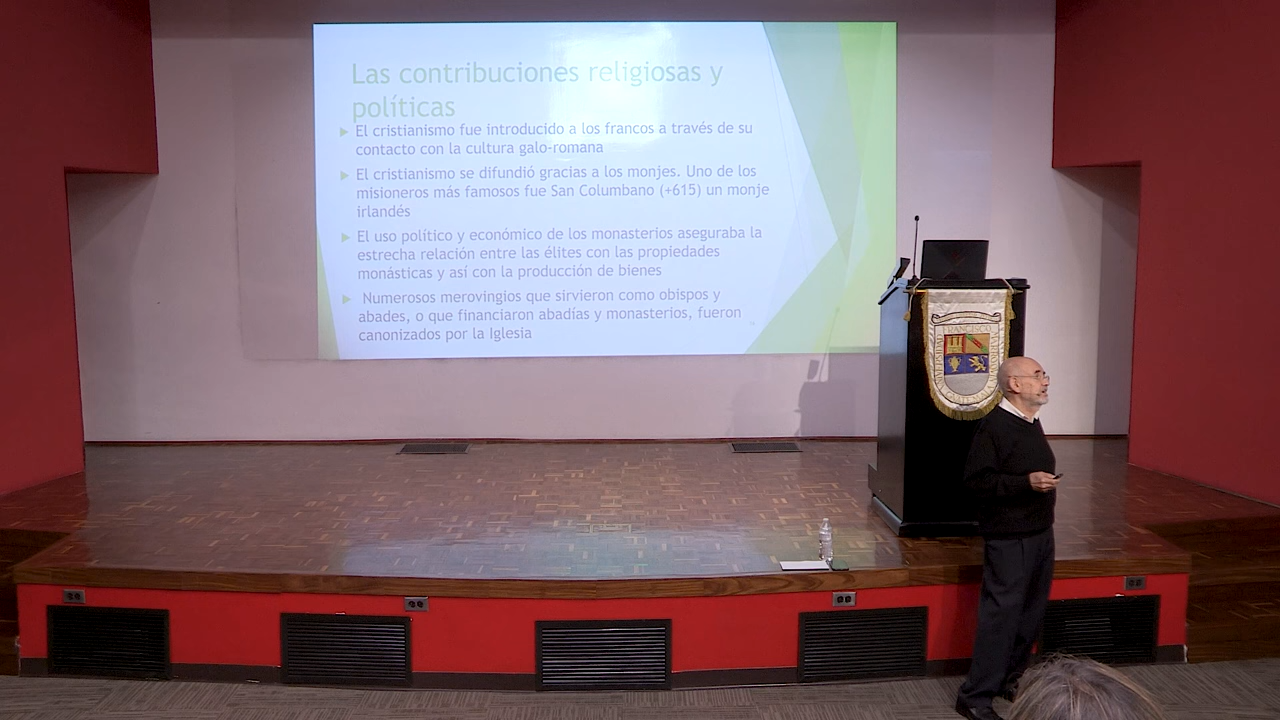 Las contribuciones religiosas y
políticas
El cristianismo fue introducido a los francos a través de su
contacto con la cultura galo-romana
El cristianismo se difundió gracias a los monjes. Uno de los
misioneros más famosos fue San Columbano (+615) un monje
irlandés
El uso político y económico de los monasterios aseguraba la
estrecha relación entre las élites con las propiedades
monásticas y así con la producción de bienes
Numerosos merovingios que sirvieron como obispos y
abades, o que financiaron abadías y monasterios, fueron
canonizados por la Iglesia
FRANCISCO